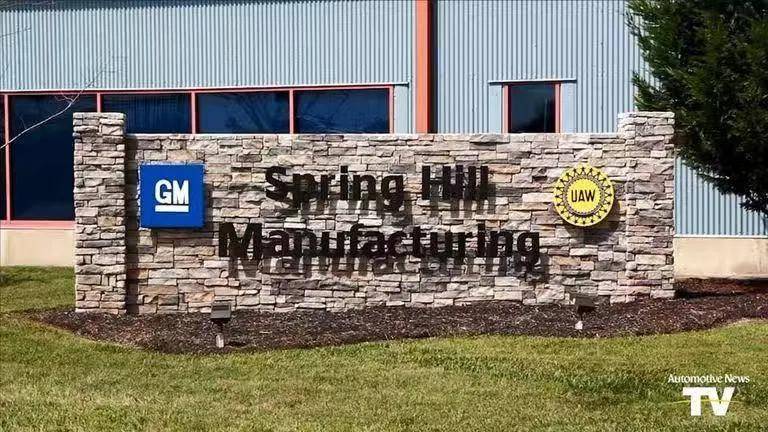 GM
Spring Hill
Manufacturing
UAW
Automotive News
TV